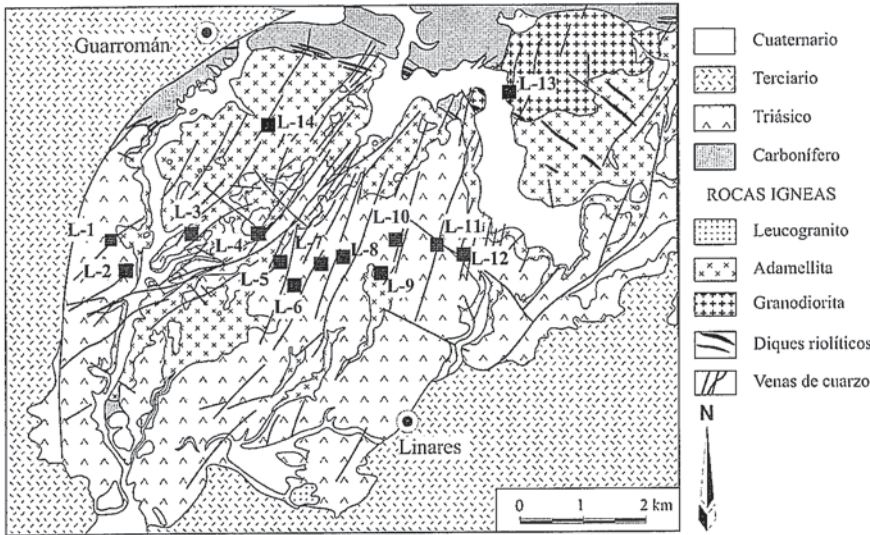 Guarromán
L-13
L-14
L-1
L-3
L-4
L-7
L-10
L-11
L-8
L-2
L-5
L-12
L-9
L-6
Linares
0 1 2 km
Cuaternario
Terciario
Triásico
Carbonífero
ROCAS IGNEAS
Leucogranito
Adamellita
Granodiorita
Diques riolíticos
Venas de cuarzo
N